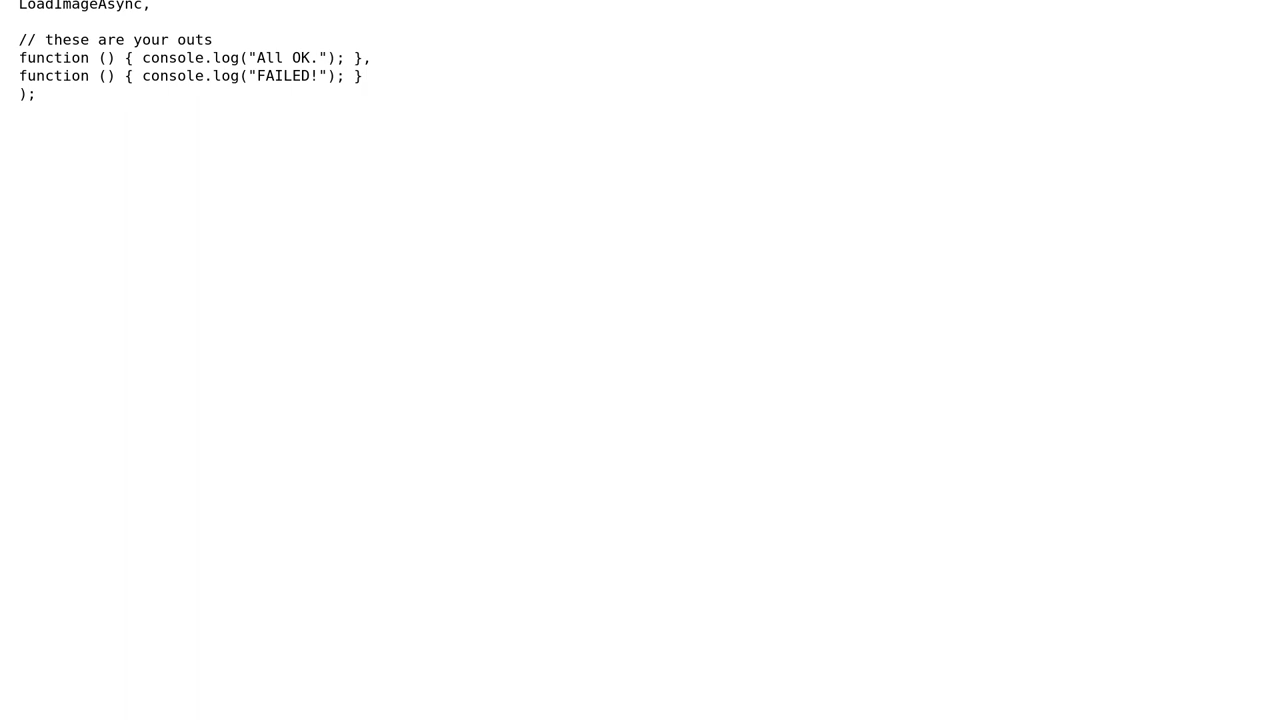 LoadImageAsync,

// these are your outs
function () { console.log("All OK."); },
function () { console.log("FAILED!"); }
);